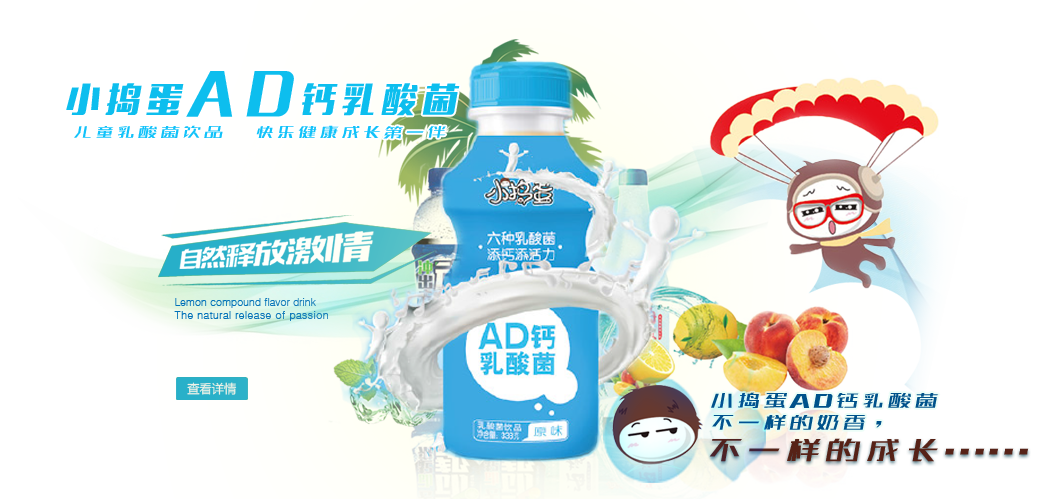 小捣蛋AD钙乳酸菌
儿童乳酸菌饮品 快乐健康成长第一伴
自然释放激情
Lemon compound flavor drink
The natural release of passion
查看详情
小捣蛋
六种乳酸菌
添钙添活力
AD钙
乳酸菌
乳酸菌饮品
净含量: 338克
原味
小捣蛋AD钙乳酸菌
不一样的奶香，
不一样的成长······